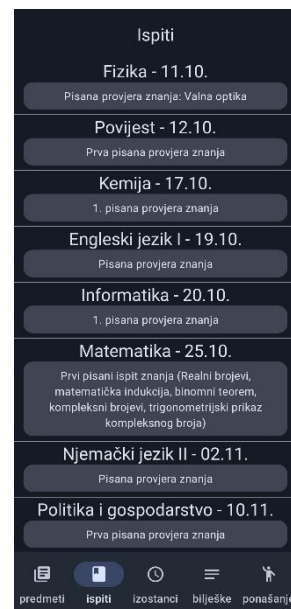 Ispiti
Fizika - 11.10.
Pisana provjera znanja: Valna optika
Povijest - 12.10.
Prva pisana provjera znanja
Kemija - 17.10.
1. pisana provjera znanja
Engleski jezik I - 19.10.
Pisana provjera znanja
Informatika - 20.10.
1. pisana provjera znanja
Matematika - 25.10.
Prvi pisani ispit znanja (Realni brojevi,
matematička indukcija, binomni teorem,
kompleksni brojevi, trigonometrijski prikaz
kompleksnog broja)
Njemački jezik II - 02.11.
Pisana provjera znanja
Politika i gospodarstvo - 10.11.
Prva pisana provjera znanja
predmeti ispiti izostanci bilješke ponašanje